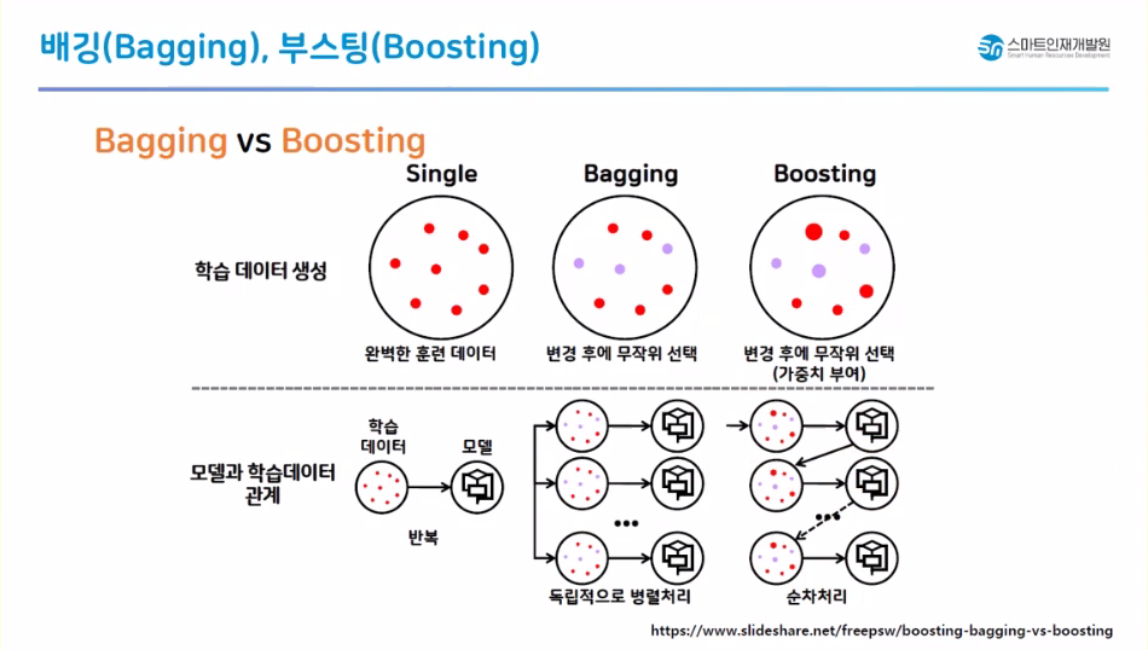 배깅(Bagging), 부스팅(Boosting)
스마트인재개발원
Smart Human Resources Development
Bagging vs Boosting
Single
Bagging
Boosting
학습 데이터 생성
완벽한 훈련 데이터
변경 후에 무작위 선택
변경 후에 무작위 선택
(가중치 부여)
모델과 학습데이터
관계
학습
데이터
모델
반복
독립적으로 병렬처리
순차처리
https://www.slideshare.net/freepsw/boosting-bagging-vs-boosting